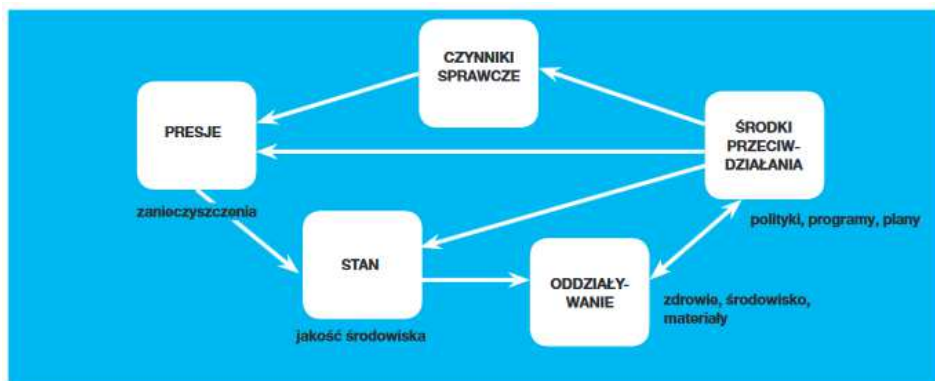 CZYNNIKI
SPRAWCZE
PRESJE
ŚRODKI
PRZECIW-
DZIAŁANIA
zanieczyszczenia
polityki, programy, plany
STAN
ODDZIAŁY-
WANIE
zdrowie, środowisko,
materiały
jakość środowiska